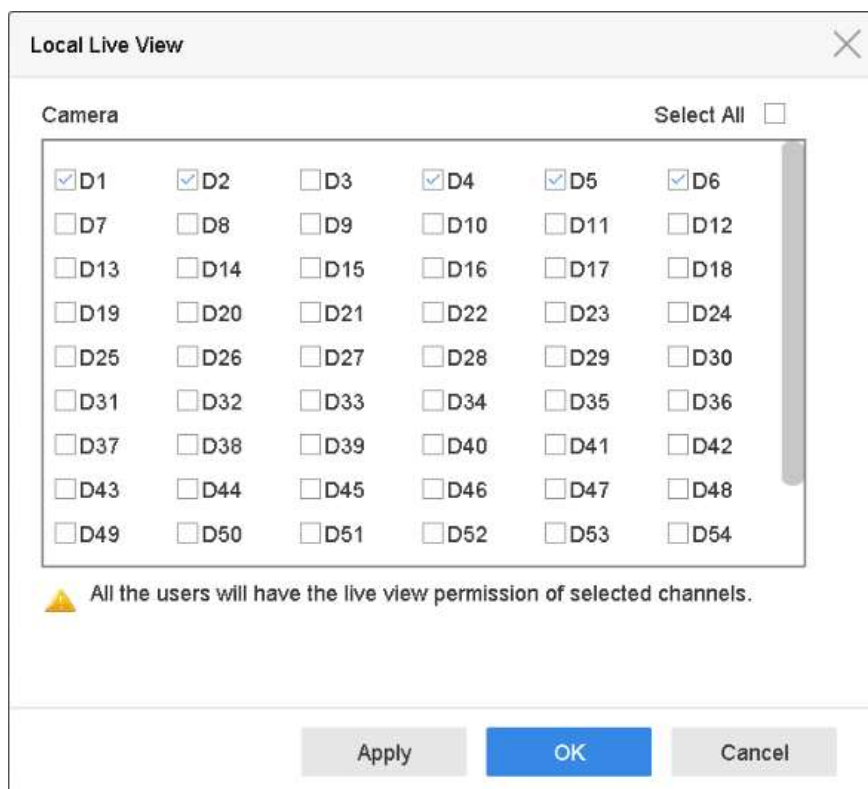 Local Live View
Camera Select All
D1 D2 D3 D4 D5 D6
D7 D8 D9 D10 D11 D12
D13 D14 D15 D16 D17 D18
D19 D20 D21 D22 D23 D24
D25 D26 D27 D28 D29 D30
D31 D32 D33 D34 D35 D36
D37 D38 D39 D40 D41 D42
D43 D44 D45 D46 D47 D48
D49 D50 D51 D52 D53 D54
All the users will have the live view permission of selected channels.
Apply OK Cancel